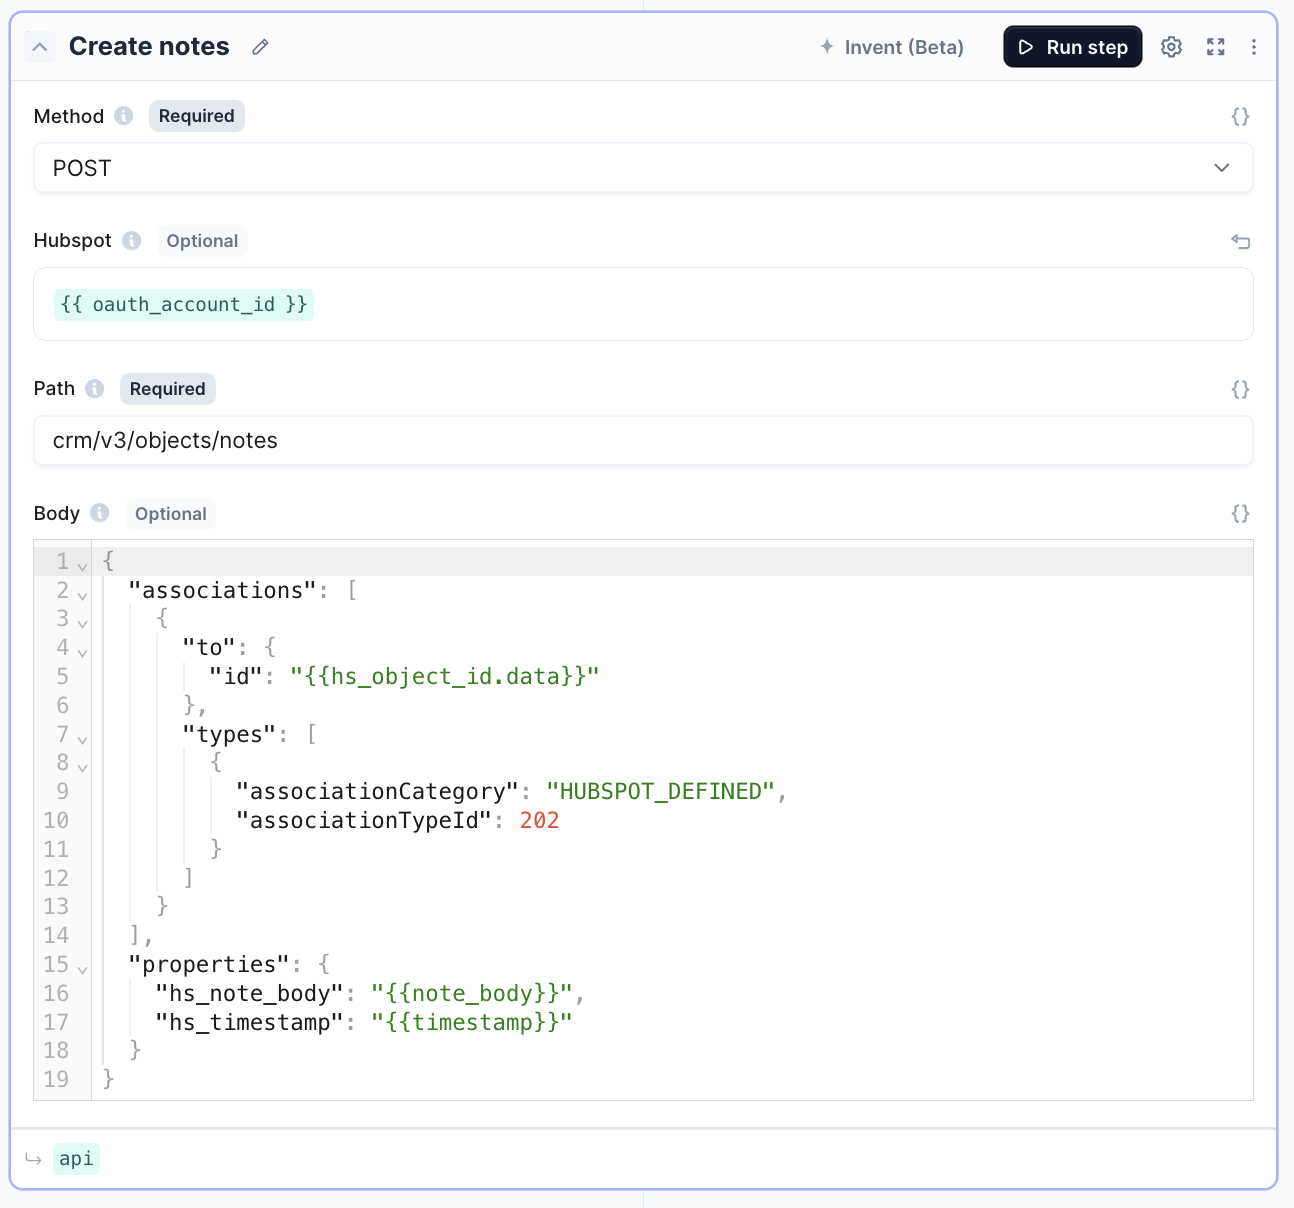 Create notes
Invent (Beta)
Run step
Method Required
POST
Hubspot Optional
{{ oauth_account_id }}
Path Required
crm/v3/objects/notes
Body Optional
1 {
2 "associations": [
3 {
4 "to": {
5 "id": "{{hs_object_id.data}}"
6 },
7 "types": [
8 {
9 "associationCategory": "HUBSPOT_DEFINED",
10 "associationTypeId": 202
11 }
12 ]
13 }
14 ],
15 "properties": {
16 "hs_note_body": "{{note_body}}",
17 "hs_timestamp": "{{timestamp}}"
18 }
19 }
api